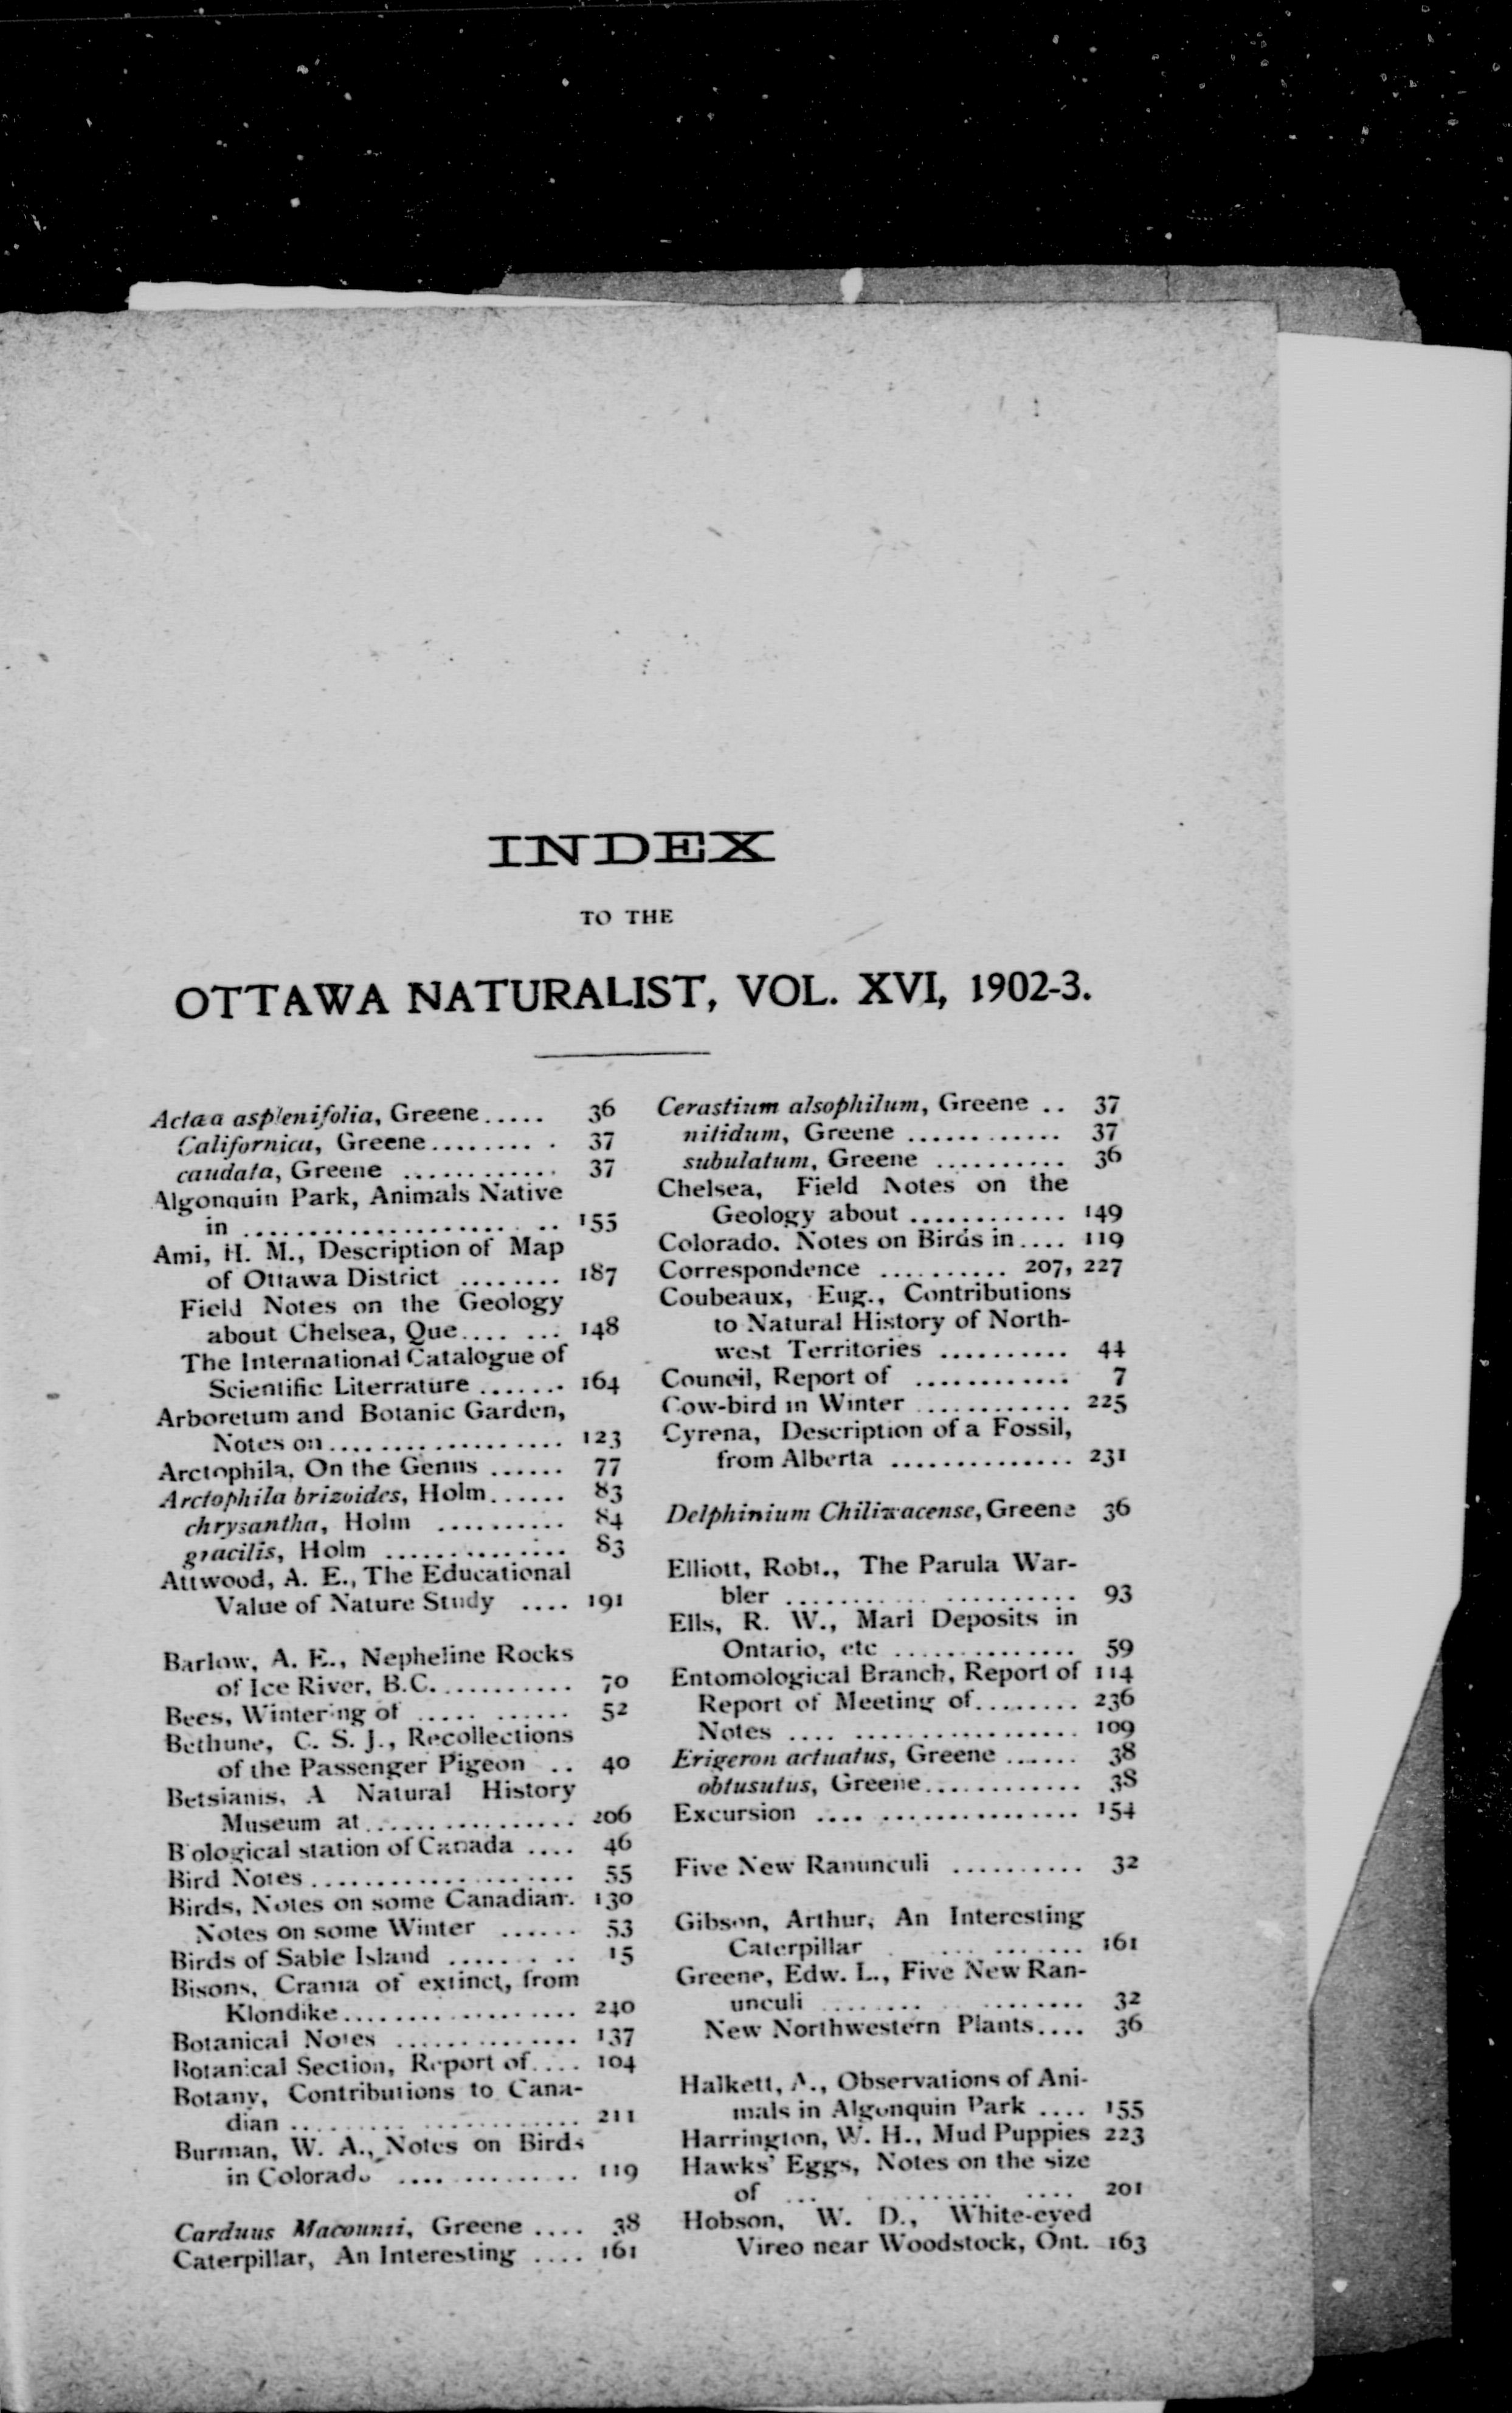 INDEX
TO THE
OTTAWA NATURALIST, VOL. XVI, 1902-3.
Actæa asplenifolia, Greene..... 36
Californica, Greene......... . 37
caudata, Greene ............ 37
Algonquin Park, Animals Native
in ........................ 155
Ami, H. M., Description of Map
of Ottawa District ........ 187
Field Notes on the Geology
about Chelsea, Que.... ... 148
The International Catalogue of
Scientific Literrature ....... 164
Arboretum and Botanic Garden,
Notes on................... 123
Arctophila, On the Genus ...... 77
Arctophila brizoides, Holm...... 83
chrysantha, Holm .......... 84
gracilis, Holm .............. 83
Attwood, A. E., The Educational
Value of Nature Study .... 191
Barlow, A. E., Nepheline Rocks
of Ice River, B.C........... 70
Bees, Wintering of ..... ...... 52
Bethune, C. S. J., Recollections
of the Passenger Pigeon .. 40
Betsianis, A Natural History
Museum at................. 206
Biological station of Canada .... 46
Bird Notes..................... 55
Birds, Notes on some Canadian. 130
Notes on some Winter ...... 53
Birds of Sable Island ....... .. 15
Bisons, Crania of extinct, from
Klondike................... 240
Botanical Notes .............. 137
Botanical Section, Report of.... 104
Botany, Contributions to Cana-
dian ....................... 211
Burman, W. A., Notes on Birds
in Colorado .... ......... 119
Carduus Macounii, Greene .... 38
Caterpillar, An Interesting .... 161
Cerastium alsophilum, Greene .. 37
nitidum, Greene ............ 37
subulatum, Greene .......... 36
Chelsea, Field Notes on the
Geology about ............ 149
Colorado. Notes on Birds in.... 119
Correspondence .......... 207, 227
Coubeaux, Eug., Contributions
to Natural History of North-
west Territories .......... 44
Council, Report of ............ 7
Cow-bird in Winter ............ 225
Cyrena, Description of a Fossil,
from Alberta .............. 231
Delphinium Chiliwacense, Greene 36
Elliott, Robt., The Parula War-
bler ....................... 93
Ells, R. W., Marl Deposits in
Ontario, etc .............. 59
Entomological Branch, Report of 114
Report of Meeting of........ 236
Notes .... ................. 109
Erigeron actuatus, Greene ...... 38
obtusutus, Greene............ 38
Excursion .... ............... 154
Five New Ranunculi .......... 32
Gibson, Arthur, An Interesting
Caterpillar . ... ... .... 161
Greene, Edw. L., Five New Ran-
unculi ........ ........ 32
New Northwestern Plants.... 36
Halkett, A., Observations of Ani-
mals in Algonquin Park .... 155
Harrington, W. H., Mud Puppies 223
Hawks' Eggs, Notes on the size
of ... .......... .... 201
Hobson, W. D., White-eyed
Vireo near Woodstock, Ont. 163